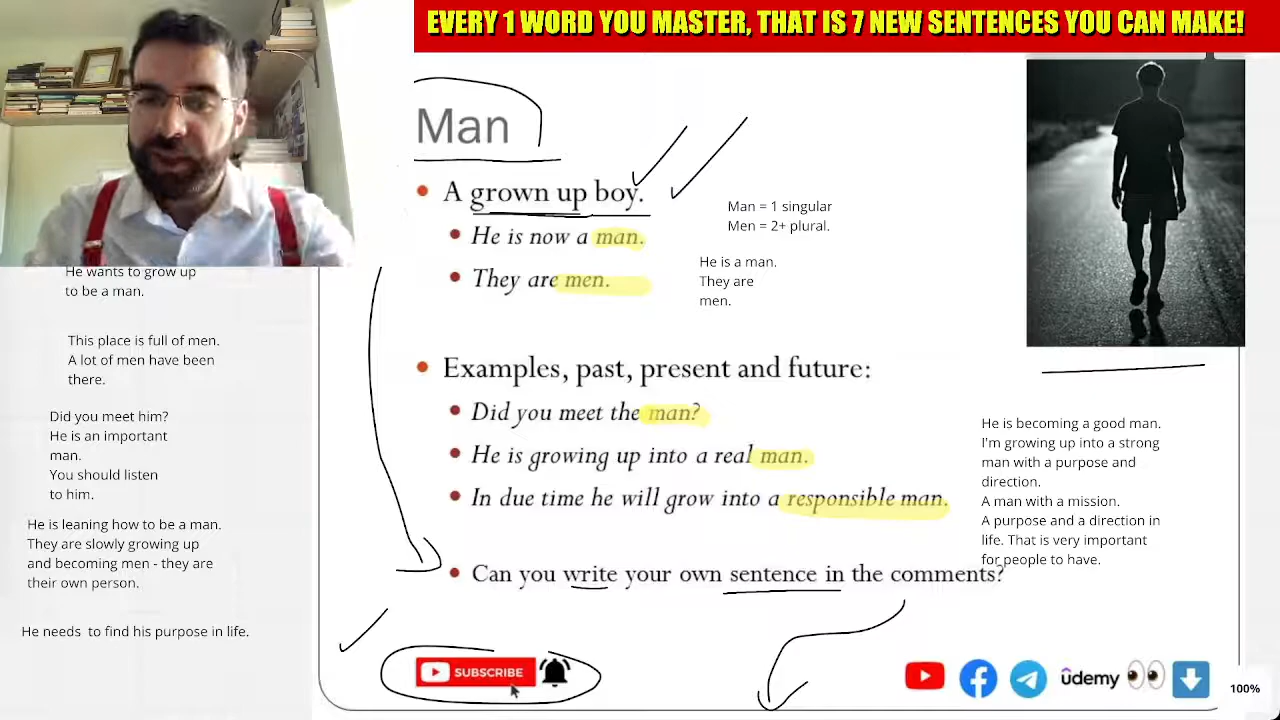 EVERY 1 WORD YOU MASTER, THAT IS 7 NEW SENTENCES YOU CAN MAKE!
Man
A grown up boy.
He is now a man.
They are men.
Man = 1 singular
Men = 2+ plural.
He is a man.
They are
men.
Examples, past, present and future:
Did you meet the man?
He is growing up into a real man.
In due time he will grow into a responsible man.
Can you write your own sentence in the comments?
He wants to grow up
to be a man.
This place is full of men.
A lot of men have been
there.
Did you meet him?
He is an important
man.
You should listen
to him.
He is leaning how to be a man.
They are slowly growing up
and becoming men - they are
their own person.
He needs to find his purpose in life.
He is becoming a good man.
I'm growing up into a strong
man with a purpose and
direction.
A man with a mission.
A purpose and a direction in
life. That is very important
for people to have.
SUBSCRIBE
ûdemy
100%